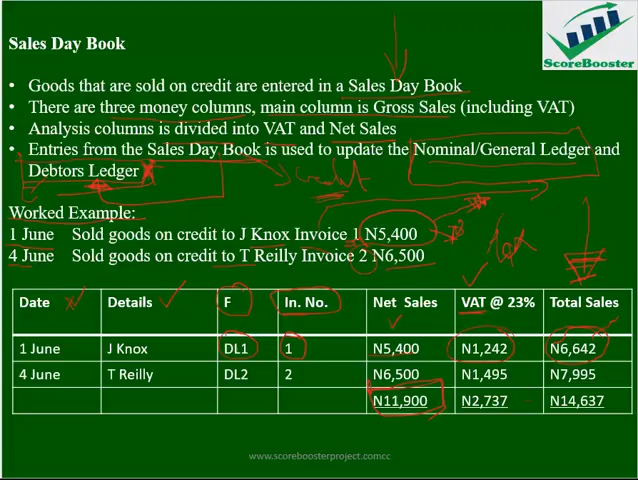 Sales Day Book
ScoreBooster
• Goods that are sold on credit are entered in a Sales Day Book
• There are three money columns, main column is Gross Sales (including VAT)
• Analysis columns is divided into VAT and Net Sales
• Entries from the Sales Day Book is used to update the Nominal/General Ledger and
Debtors Ledger
Worked Example:
1 June Sold goods on credit to J Knox Invoice 1 N5,400
4 June Sold goods on credit to T Reilly Invoice 2 N6,500
Date Details F In. No. Net Sales VAT @ 23% Total Sales
1 June J Knox DL1 1 N5,400 N1,242 N6,642
4 June T Reilly DL2 2 N6,500 N1,495 N7,995
N11,900 N2,737 N14,637
www.scoreboosterproject.comcc